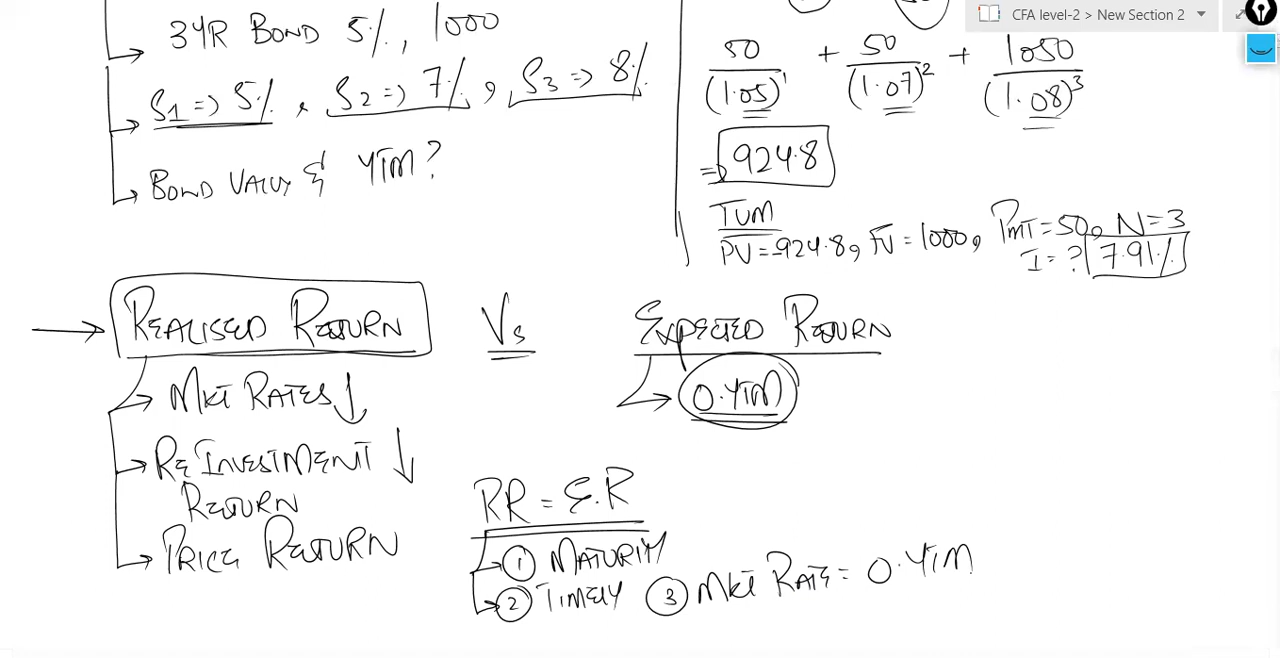 CFA level-2 > New Section 2
3YR BOND 5%, 1000
S1 => 5%, S2 => 7%, S3 => 8%
BOND VALUE & YTM?
50/(1.05)^1 + 50/(1.07)^2 + 1050/(1.08)^3
=> 924.8
TVM
PV=-924.8, FV=1000, PMT=50, N=3
I=? 7.91%
REALISED RETURN Vs EXPECTED RETURN
MKT RATES ↓
O.YTM
REINVESTMENT ↓
RETURN
PRICE RETURN
RR = E.R
① MATURITY
② TIMELY ③ MKT RATE = O.YTM